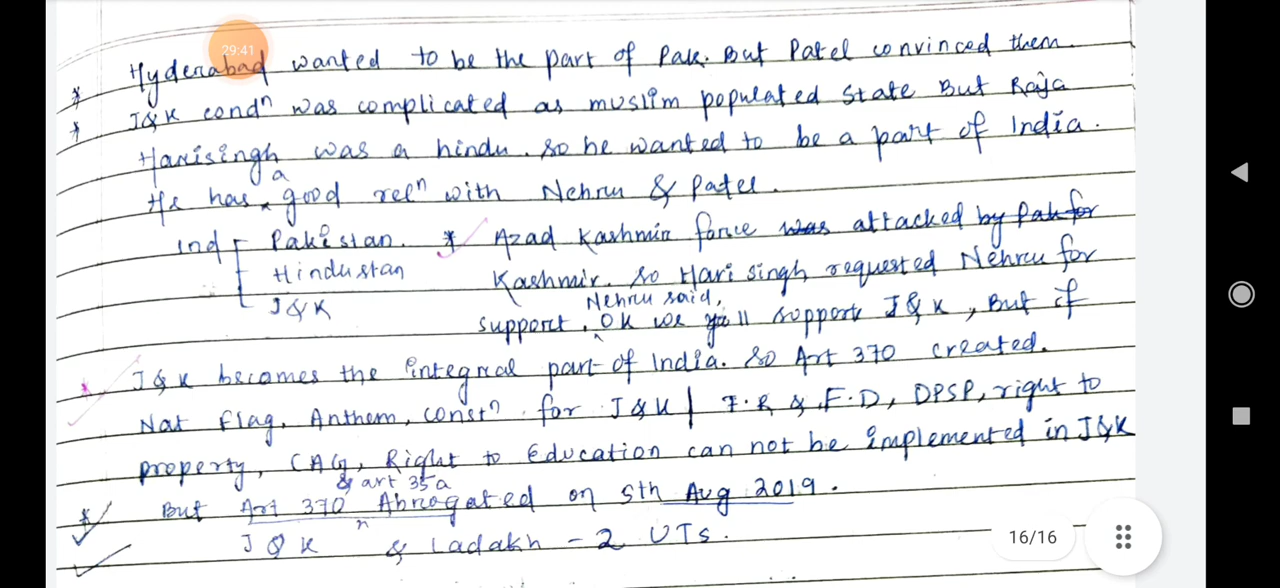 29:41
* Hyderabad wanted to be the part of Pak. But Patel convinced them.
* J&K condn was complicated as muslim populated State But Raja
Harisingh was a hindu. So he wanted to be a part of India.
He has a good reln with Nehru & Patel.
Ind Pakistan. * Azad Kashmir force was attacked by Pak for
Hindustan Kashmir. So Hari singh requested Nehru for
J&K support. Nehru said, OK we will support J&K, But if
* J&K becomes the integral part of India. So Art 370 created.
Nat Flag, Anthem, constn for J&K | F.R & F.D, DPSP, right to
property, CAG, Right to Education can not be implemented in J&K
* But Art 370 & art 35a Abrogated on 5th Aug 2019.
J&K & Ladakh - 2 UTs.
16/16